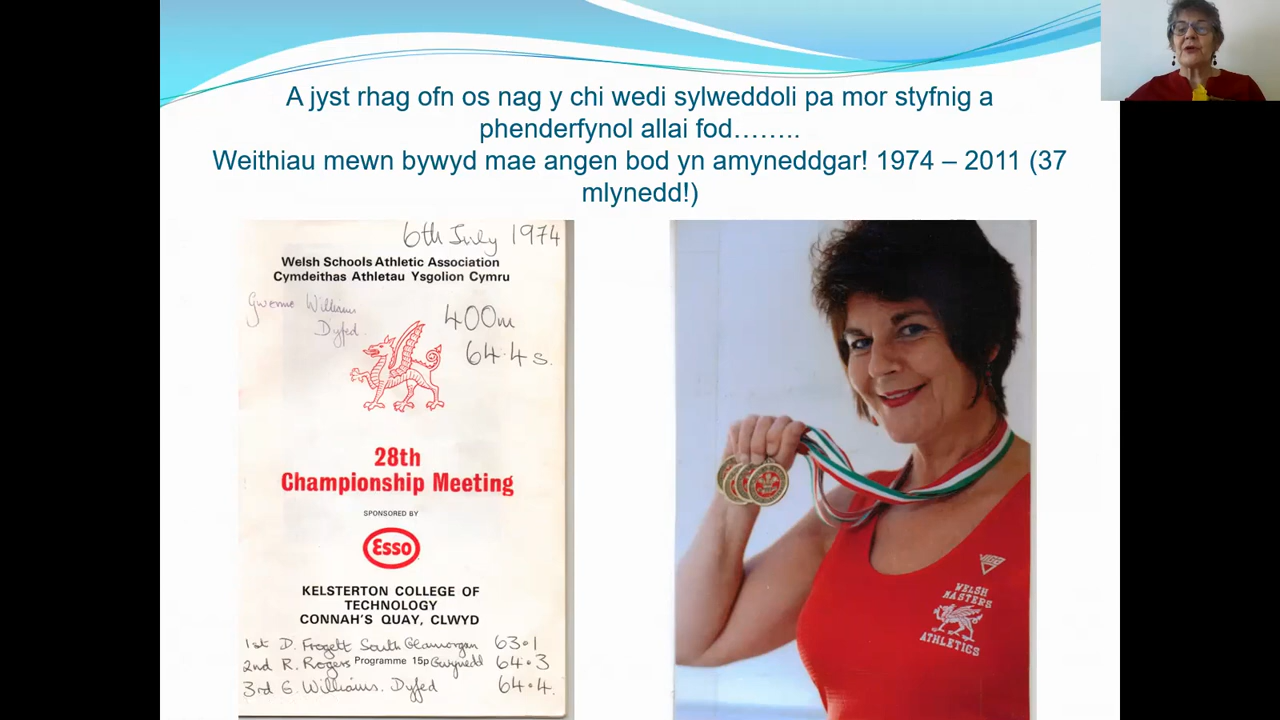 A jyst rhag ofn os nag y chi wedi sylweddoli pa mor styfnig a
phenderfynol allai fod……..
Weithiau mewn bywyd mae angen bod yn amyneddgar! 1974 – 2011 (37
mlynedd!)
6th July 1974
Welsh Schools Athletic Association
Cymdeithas Athletau Ysgolion Cymru
Gwenne Williams
Dyfed.
400m
64.4 s.
28th
Championship Meeting
SPONSORED BY
Esso
KELSTERTON COLLEGE OF
TECHNOLOGY
CONNAH'S QUAY, CLWYD
1st D. Frogett South Glamorgan 63.1
2nd R. Rogers Programme 15p Gwynedd 64.3
3rd G. Williams. Dyfed 64.4.
WELSH
MASTERS
ATHLETICS